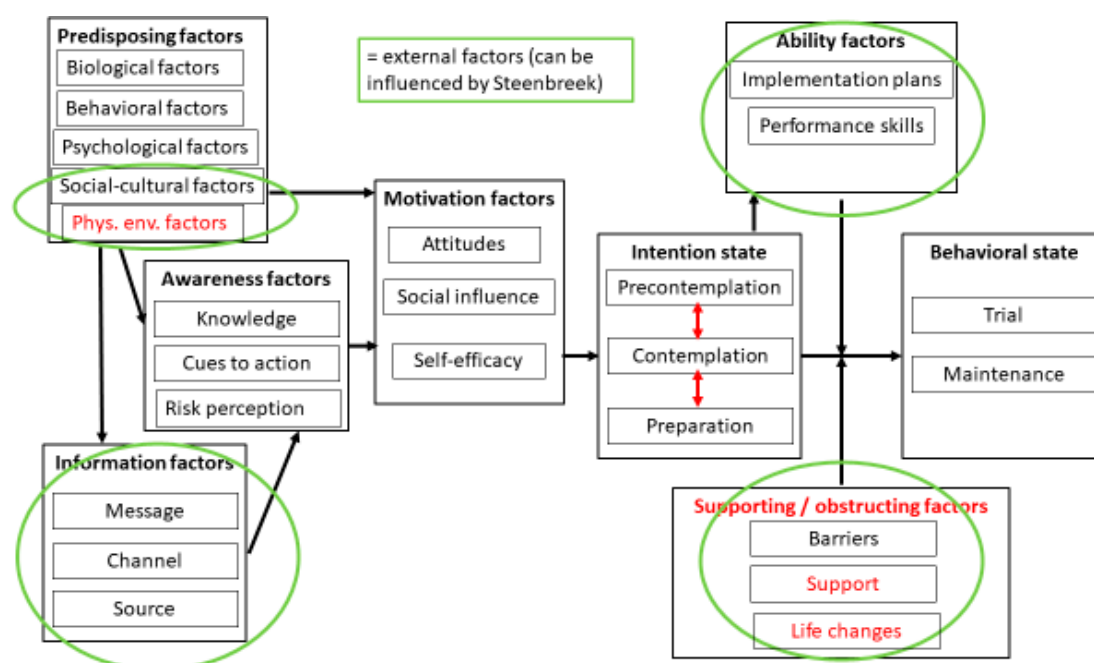 Predisposing factors
Biological factors
Behavioral factors
Psychological factors
Social-cultural factors
Phys. env. factors
= external factors (can be
influenced by Steenbreek)
Ability factors
Implementation plans
Performance skills
Motivation factors
Attitudes
Social influence
Self-efficacy
Awareness factors
Knowledge
Cues to action
Risk perception
Intention state
Precontemplation
Contemplation
Preparation
Behavioral state
Trial
Maintenance
Information factors
Message
Channel
Source
Supporting / obstructing factors
Barriers
Support
Life changes